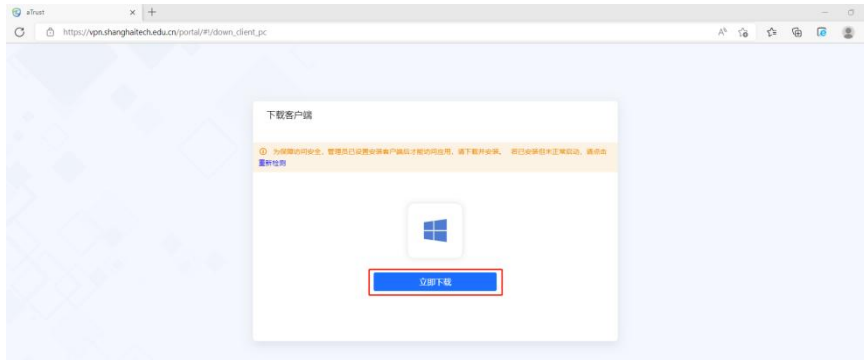 aTrust
https://vpn.shanghaitech.edu.cn/portal/#!/down_client_pc
下载客户端
为保障访问安全，管理员已设置安装客户端后才能访问应用，请下载并安装。 若已安装但未正常启动，请点击
重新检测
立即下载